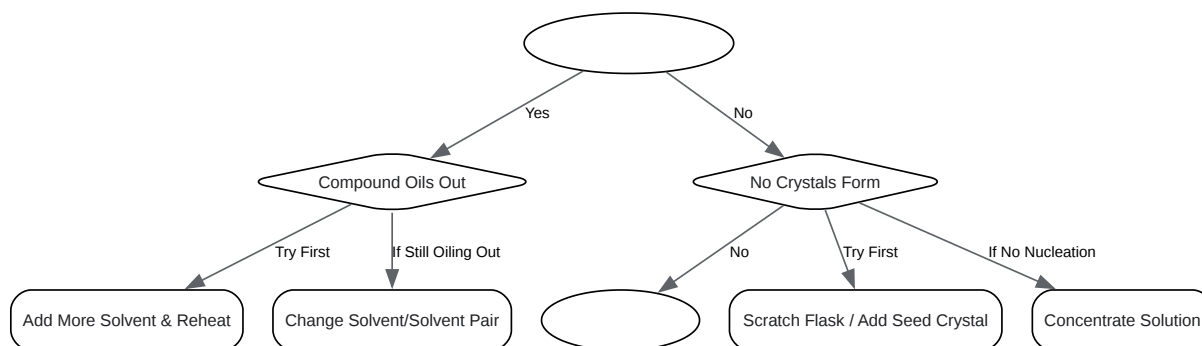 Yes
No
Compound Oils Out
No Crystals Form
Try First
If Still Oiling Out
No
Try First
If No Nucleation
Add More Solvent & Reheat
Change Solvent/Solvent Pair
Scratch Flask / Add Seed Crystal
Concentrate Solution